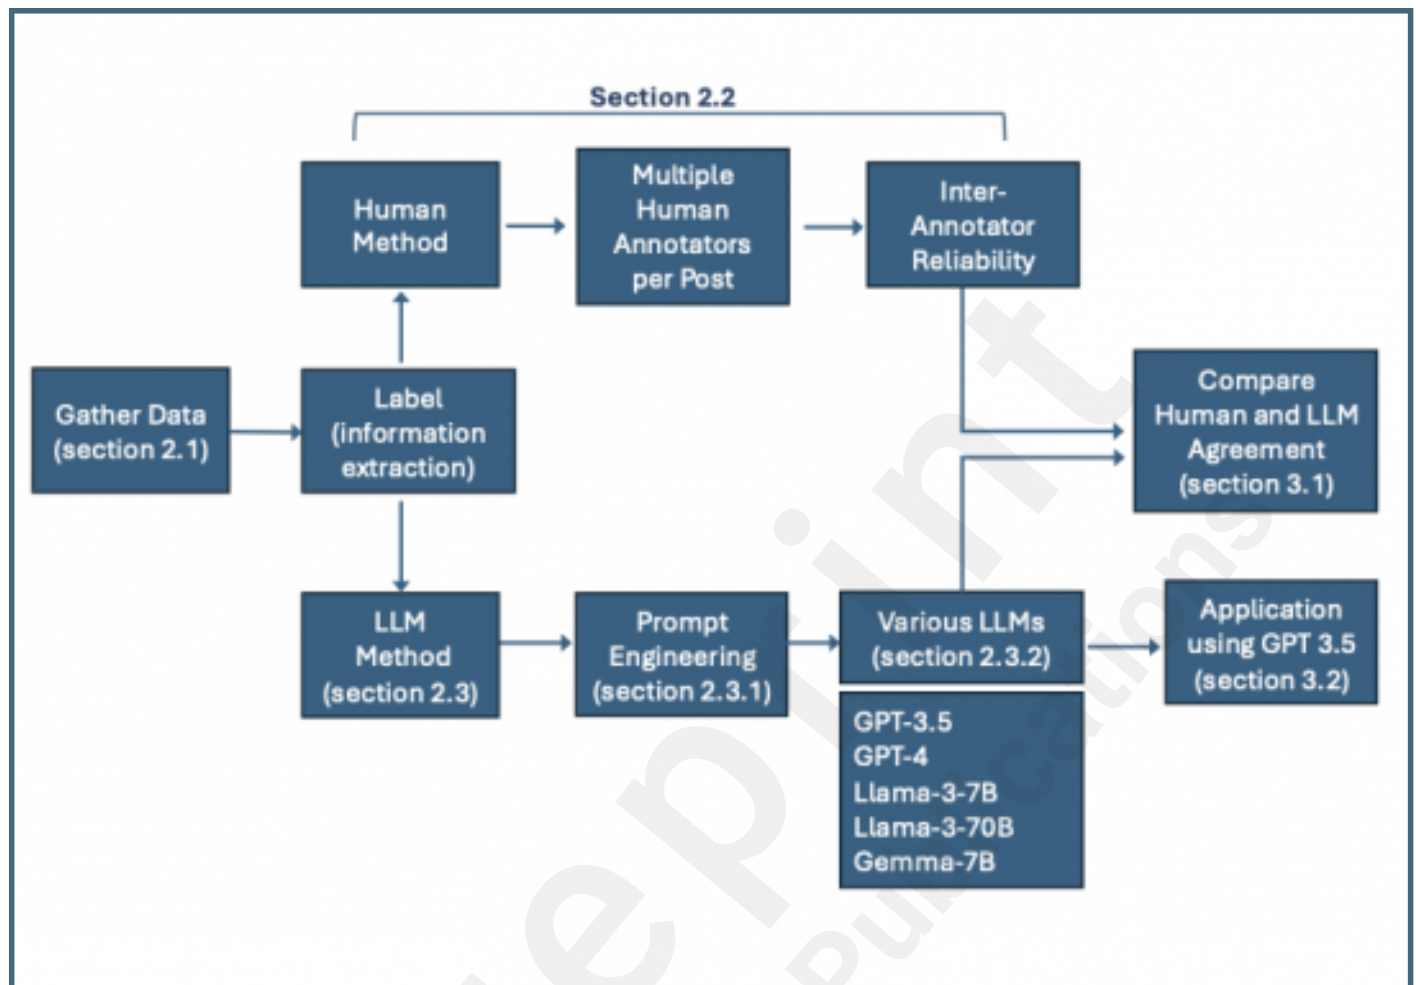 Section 2.2
Human
Method
Multiple
Human
Annotators
per Post
Inter-
Annotator
Reliability
Gather Data
(section 2.1)
Label
(information
extraction)
Compare
Human and LLM
Agreement
(section 3.1)
LLM
Method
(section 2.3)
Prompt
Engineering
(section 2.3.1)
Various LLMs
(section 2.3.2)
GPT-3.5
GPT-4
Llama-3-7B
Llama-3-70B
Gemma-7B
Application
using GPT 3.5
(section 3.2)
eprint
Publications